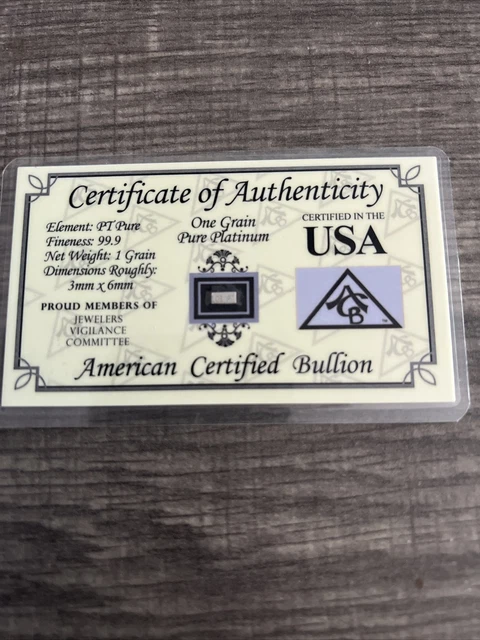 Certificate of Authenticity
Element: PT Pure
Fineness: 99.9
Net Weight: 1 Grain
Dimensions Roughly:
3mm x 6mm
PROUD MEMBERS OF
JEWELERS
VIGILANCE
COMMITTEE
One Grain
Pure Platinum
CERTIFIED IN THE
USA
ACB
American Certified Bullion